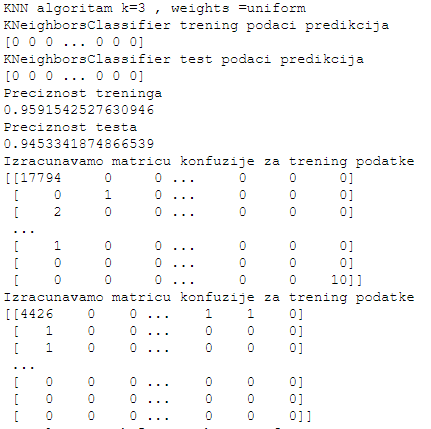 KNN algoritam k=3 , weights =uniform
KNeighborsClassifier trening podaci predikcija
[0 0 0 ... 0 0 0]
KNeighborsClassifier test podaci predikcija
[0 0 0 ... 0 0 0]
Preciznost treninga
0.9591542527630946
Preciznost testa
0.9453341874866539
Izracunavamo matricu konfuzije za trening podatke
[[17794     0     0 ...     0     0     0]
 [    0     1     0 ...     0     0     0]
 [    2     0     0 ...     0     0     0]
 ...
 [    1     0     0 ...     0     0     0]
 [    0     0     0 ...     0     0     0]
 [    0     0     0 ...     0     0    10]]
Izracunavamo matricu konfuzije za trening podatke
[[4426    0    0 ...    1    1    0]
 [   1    0    0 ...    0    0    0]
 [   1    0    0 ...    0    0    0]
 ...
 [   0    0    0 ...    0    0    0]
 [   0    0    0 ...    0    0    0]
 [   0    0    0 ...    0    0    0]]